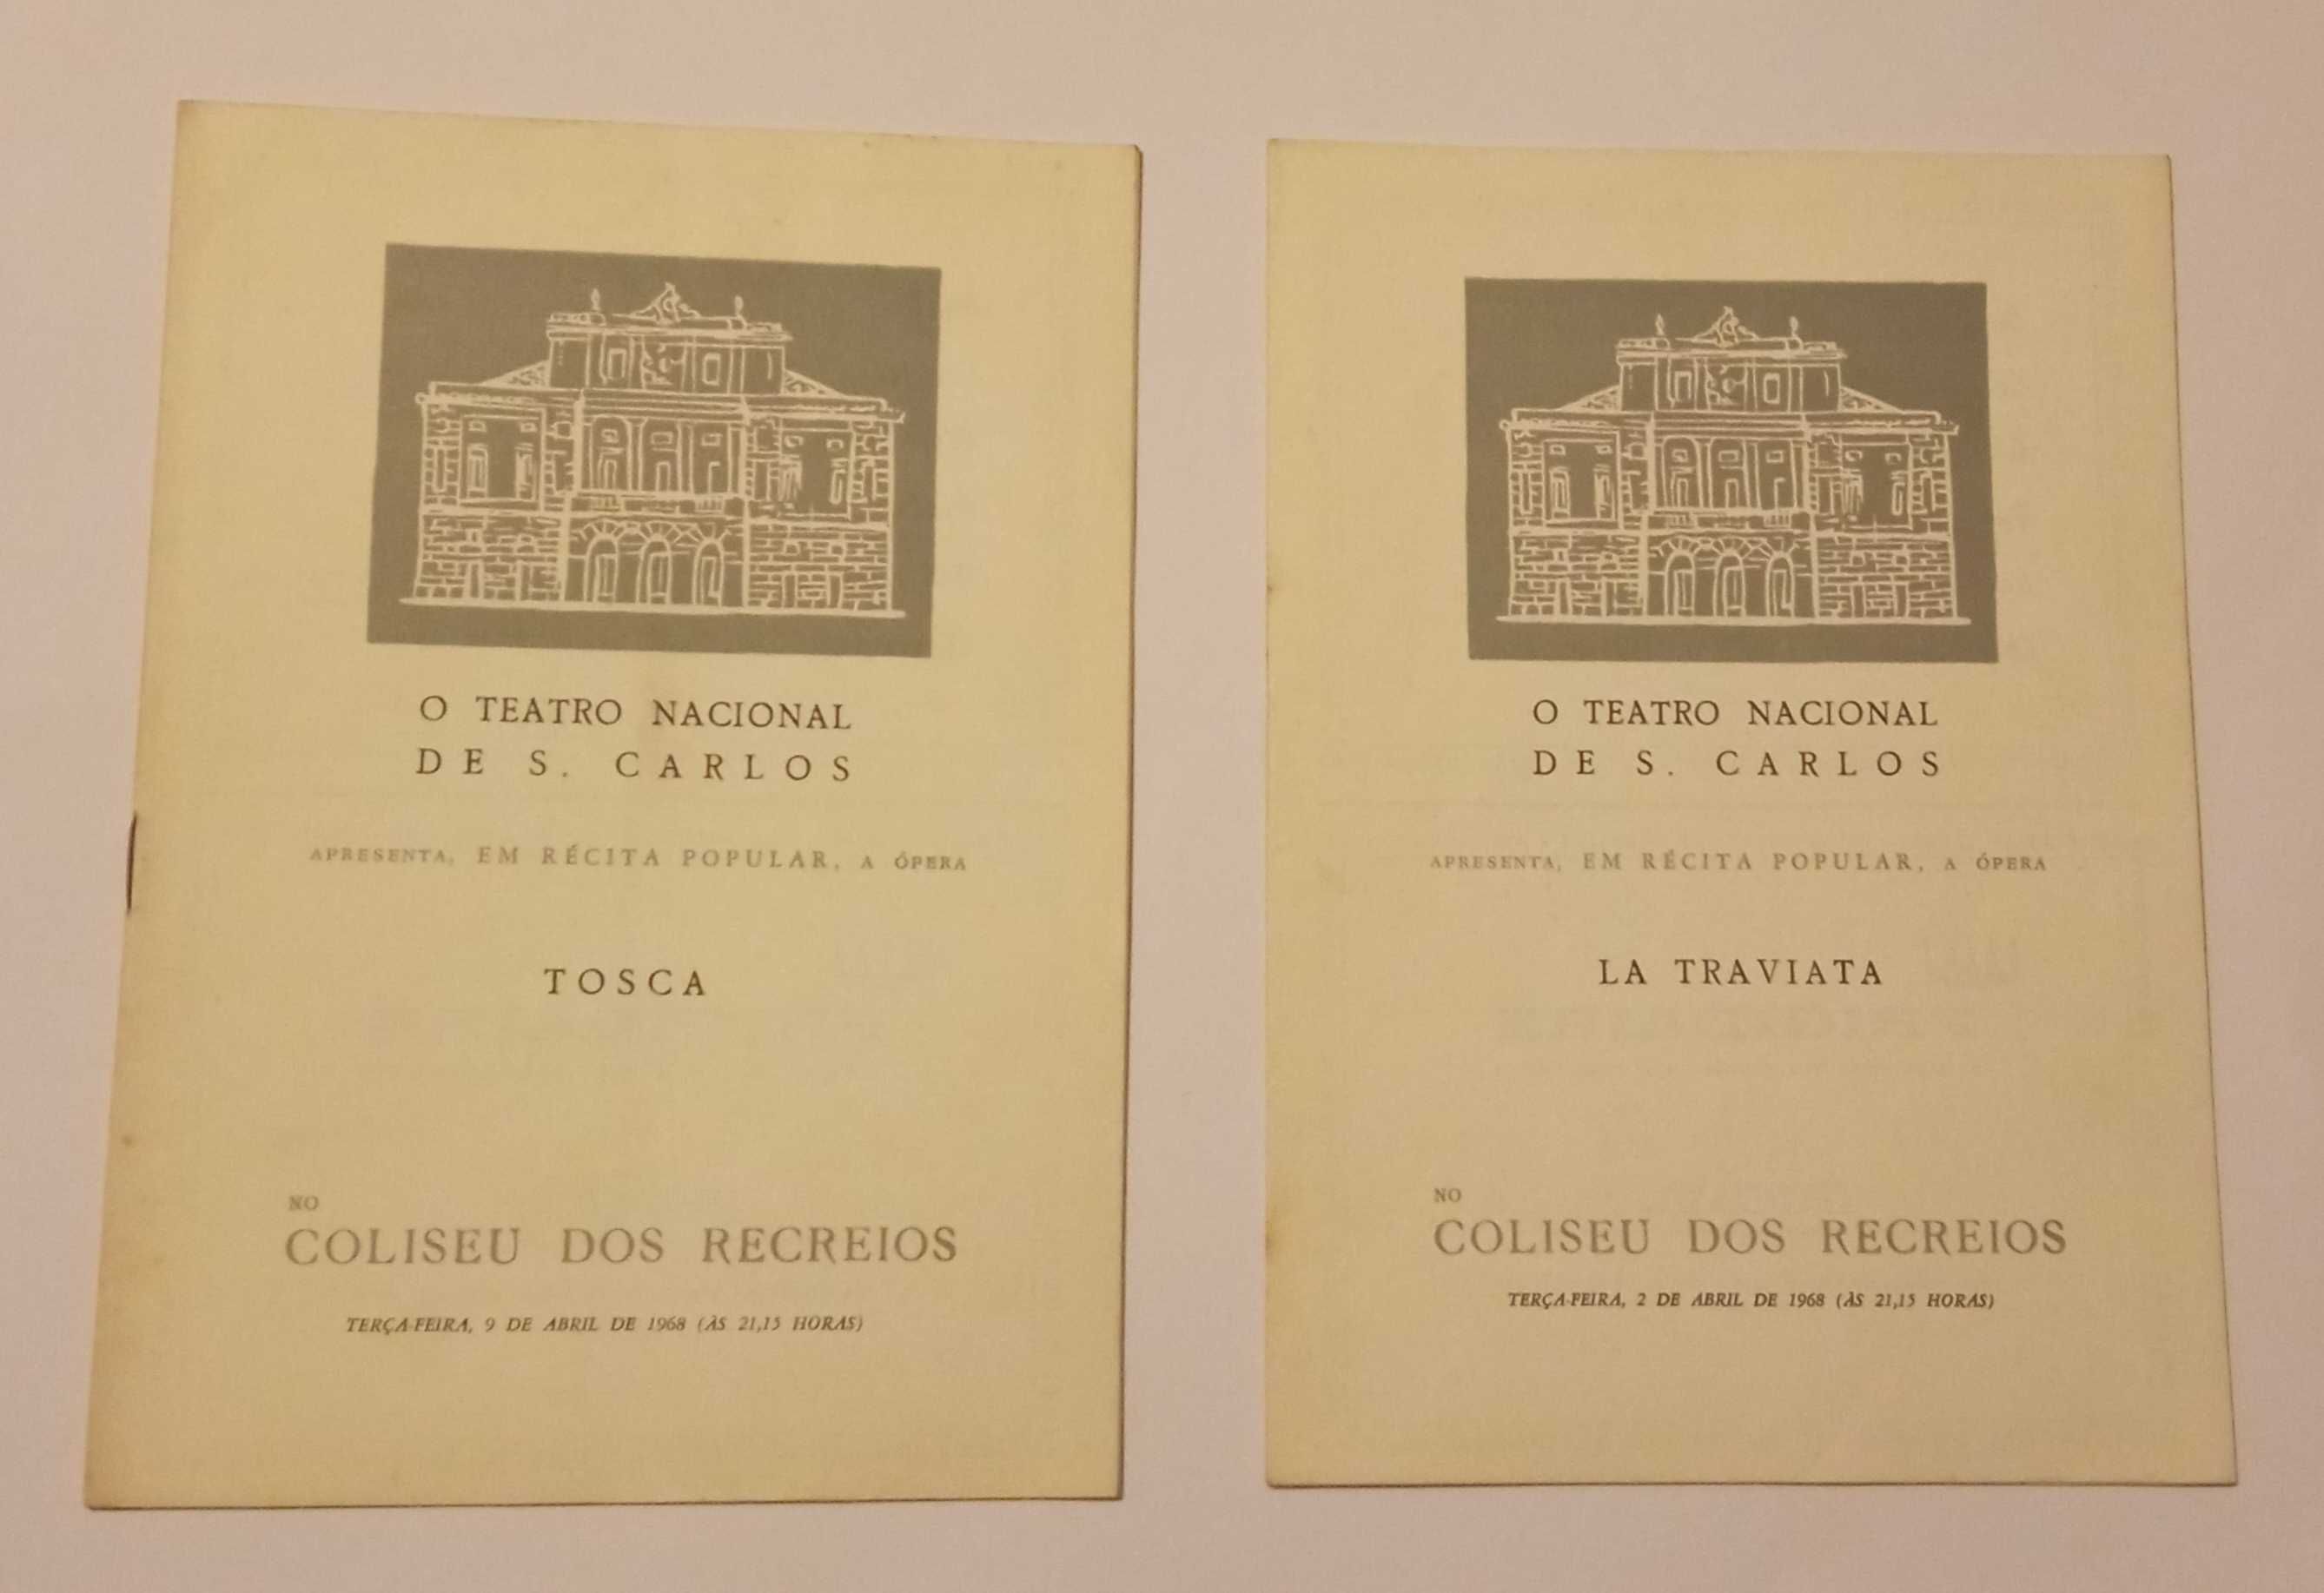 O TEATRO NACIONAL
DE S. CARLOS
APRESENTA, EM RÉCITA POPULAR, A ÓPERA
TOSCA
NO
COLISEU DOS RECREIOS
TERÇA-FEIRA, 9 DE ABRIL DE 1968 (ÀS 21,15 HORAS)
O TEATRO NACIONAL
DE S. CARLOS
APRESENTA, EM RÉCITA POPULAR, A ÓPERA
LA TRAVIATA
NO
COLISEU DOS RECREIOS
TERÇA-FEIRA, 2 DE ABRIL DE 1968 (ÀS 21,15 HORAS)